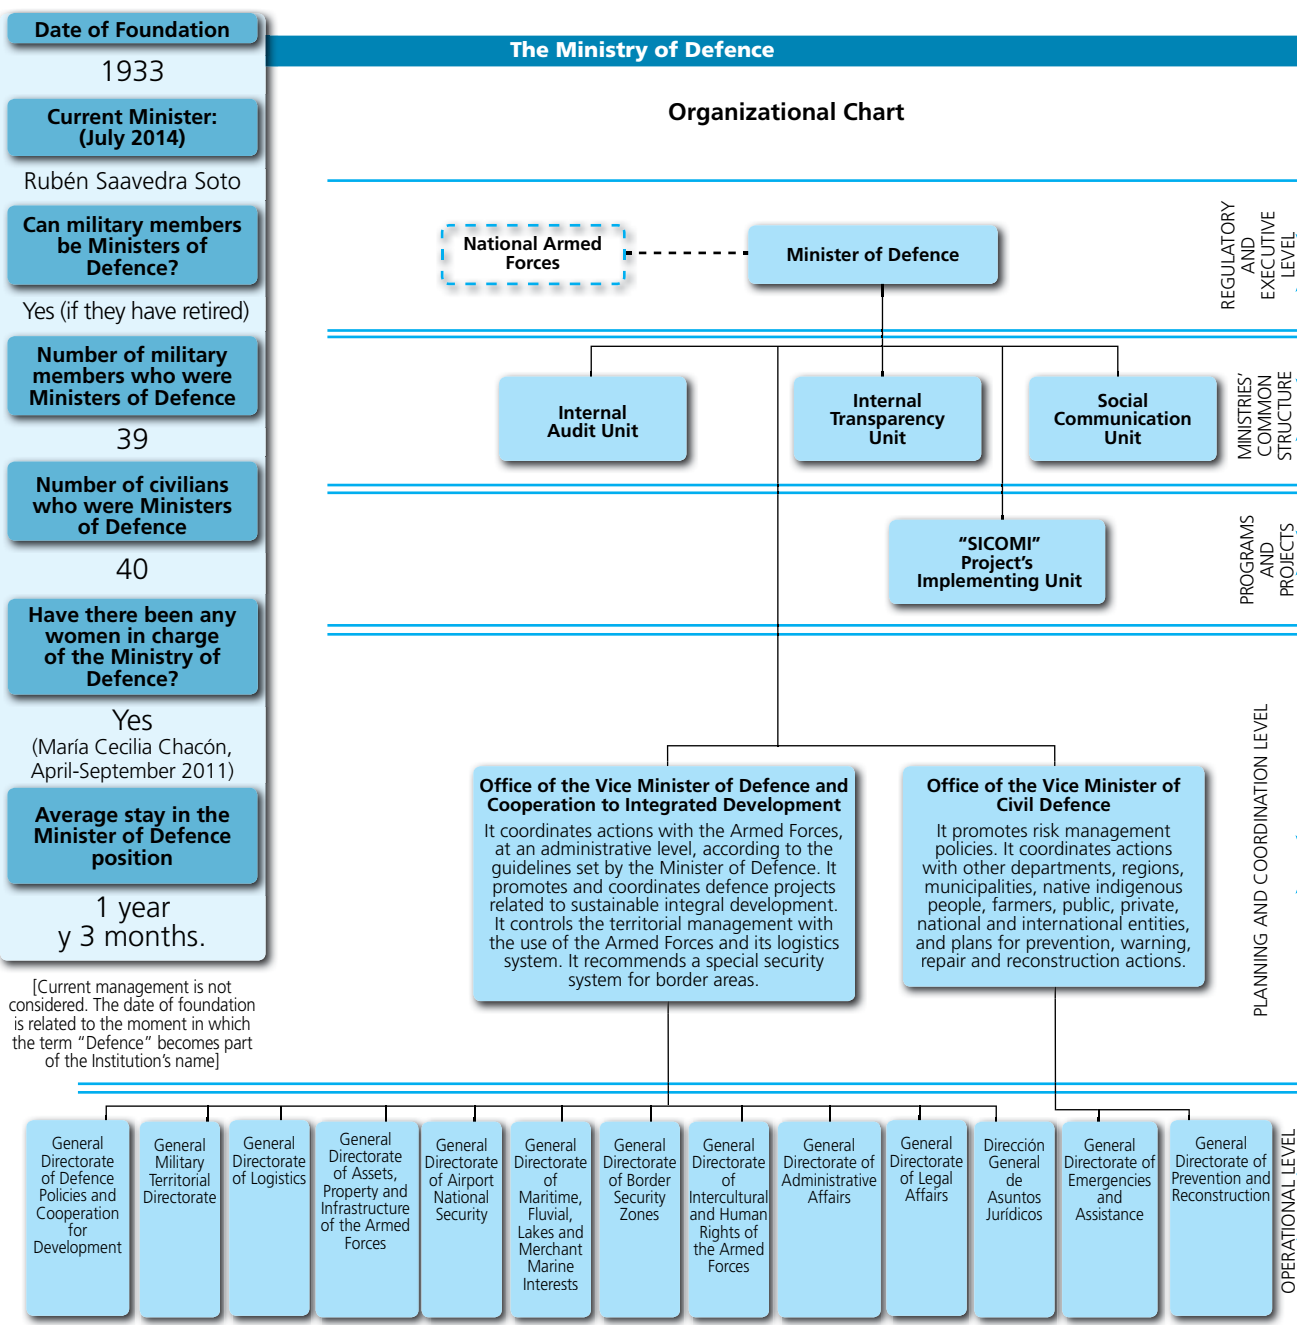 Date of Foundation
1933
Current Minister:
(July 2014)
Rubén Saavedra Soto
Can military members
be Ministers of
Defence?
Yes (if they have retired)
Number of military
members who were
Ministers of Defence
39
Number of civilians
who were Ministers
of Defence
40
Have there been any
women in charge
of the Ministry of
Defence?
Yes
(María Cecilia Chacón,
April-September 2011)
Average stay in the
Minister of Defence
position
1 year
y 3 months.
[Current management is not
considered. The date of foundation
is related to the moment in which
the term “Defence” becomes part
of the Institution’s name]
The Ministry of Defence
Organizational Chart
National Armed
Forces
Minister of Defence
REGULATORY
AND
EXECUTIVE
LEVEL
Internal
Audit Unit
Internal
Transparency
Unit
Social
Communication
Unit
MINISTRIES’
COMMON
STRUCTURE
“SICOMI”
Project’s
Implementing Unit
PROGRAMS
AND
PROJECTS
Office of the Vice Minister of Defence and
Cooperation to Integrated Development
It coordinates actions with the Armed Forces,
at an administrative level, according to the
guidelines set by the Minister of Defence. It
promotes and coordinates defence projects
related to sustainable integral development.
It controls the territorial management with
the use of the Armed Forces and its logistics
system. It recommends a special security
system for border areas.
Office of the Vice Minister of
Civil Defence
It promotes risk management
policies. It coordinates actions
with other departments, regions,
municipalities, native indigenous
people, farmers, public, private,
national and international entities,
and plans for prevention, warning,
repair and reconstruction actions.
PLANNING AND COORDINATION LEVEL
General
Directorate
of Defence
Policies and
Cooperation
for
Development
General
Military
Territorial
Directorate
General
Directorate
of Logistics
General
Directorate
of Assets,
Property and
Infrastructure
of the Armed
Forces
General
Directorate
of Airport
National
Security
General
Directorate
of
Maritime,
Fluvial,
Lakes and
Merchant
Marine
Interests
General
Directorate
of Border
Security
Zones
General
Directorate
of
Intercultural
and Human
Rights of
the Armed
Forces
General
Directorate of
Administrative
Affairs
General
Directorate
of Legal
Affairs
Dirección
General
de
Asuntos
Jurídicos
General
Directorate of
Emergencies
and
Assistance
General
Directorate of
Prevention and
Reconstruction
OPERATIONAL LEVEL